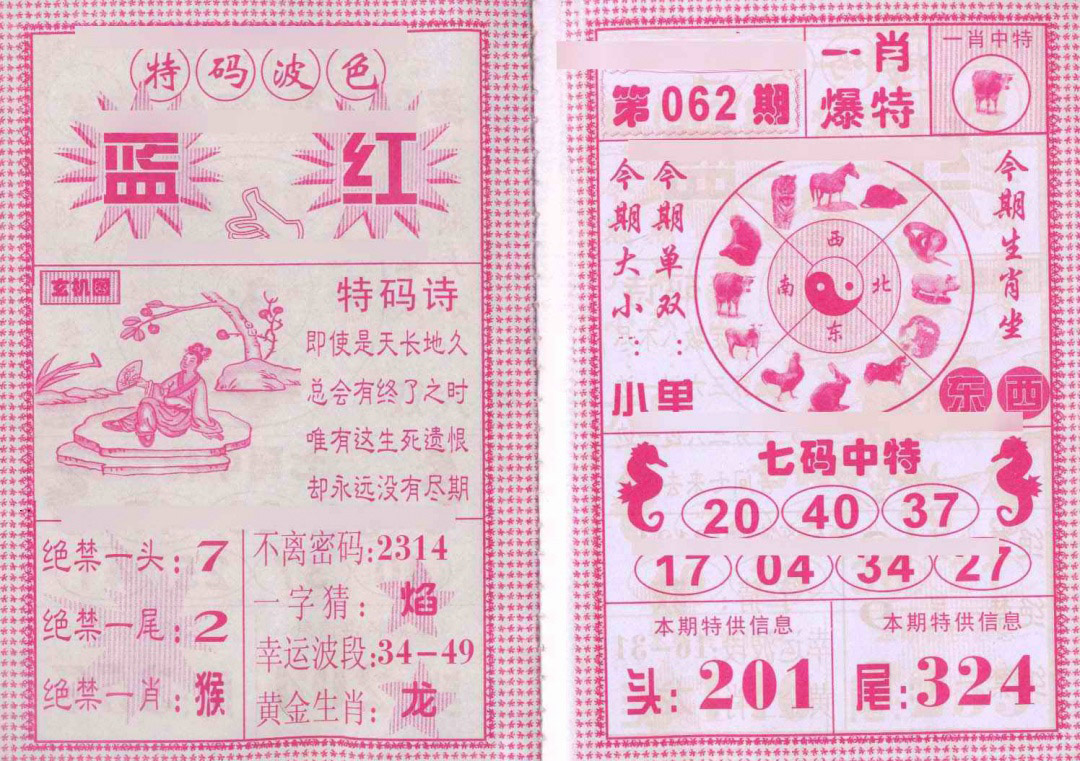 特码波色
蓝 红
玄机图
特码诗
即使是天长地久
总会有终了之时
唯有这生死遗恨
却永远没有尽期
绝禁一头:7
绝禁一尾:2
绝禁一肖:猴
不离密码:2314
一字猜:焰
幸运波段:34-49
黄金生肖:龙
第062期
一肖
爆特
一肖中特
今期大小:小
今期单双:单
西
南 北
东
今期生肖坐
东西
七码中特
20 40 37
17 04 34 27
本期特供信息
头:201
本期特供信息
尾:324